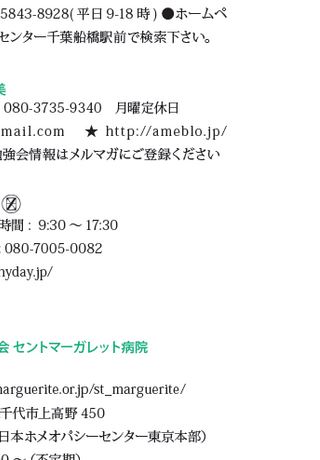 5843-8928( 平日 9-18 時 ) ●ホームペ
センター千葉船橋駅前で検索下さい。
美
080-3735-9340　月曜定休日
mail.com　★ http://ameblo.jp/
勉強会情報はメルマガにご登録ください
Ⓩ
時間 : 9:30 〜 17:30
: 080-7005-0082
nyday.jp/
会 セントマーガレット病院
marguerite.or.jp/st_marguerite/
千代市上高野 450
日本ホメオパシーセンター東京本部）
0 〜 (不定期)